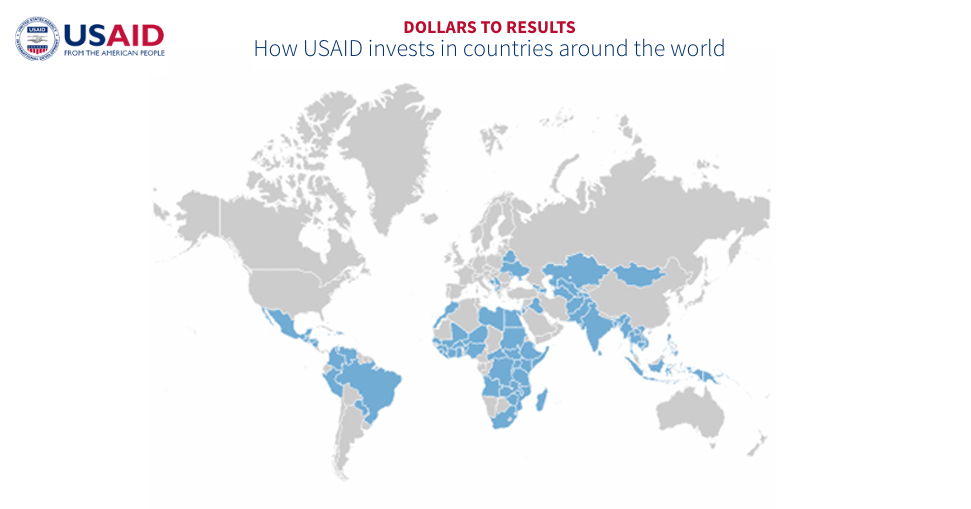 USAID
FROM THE AMERICAN PEOPLE
DOLLARS TO RESULTS
How USAID invests in countries around the world